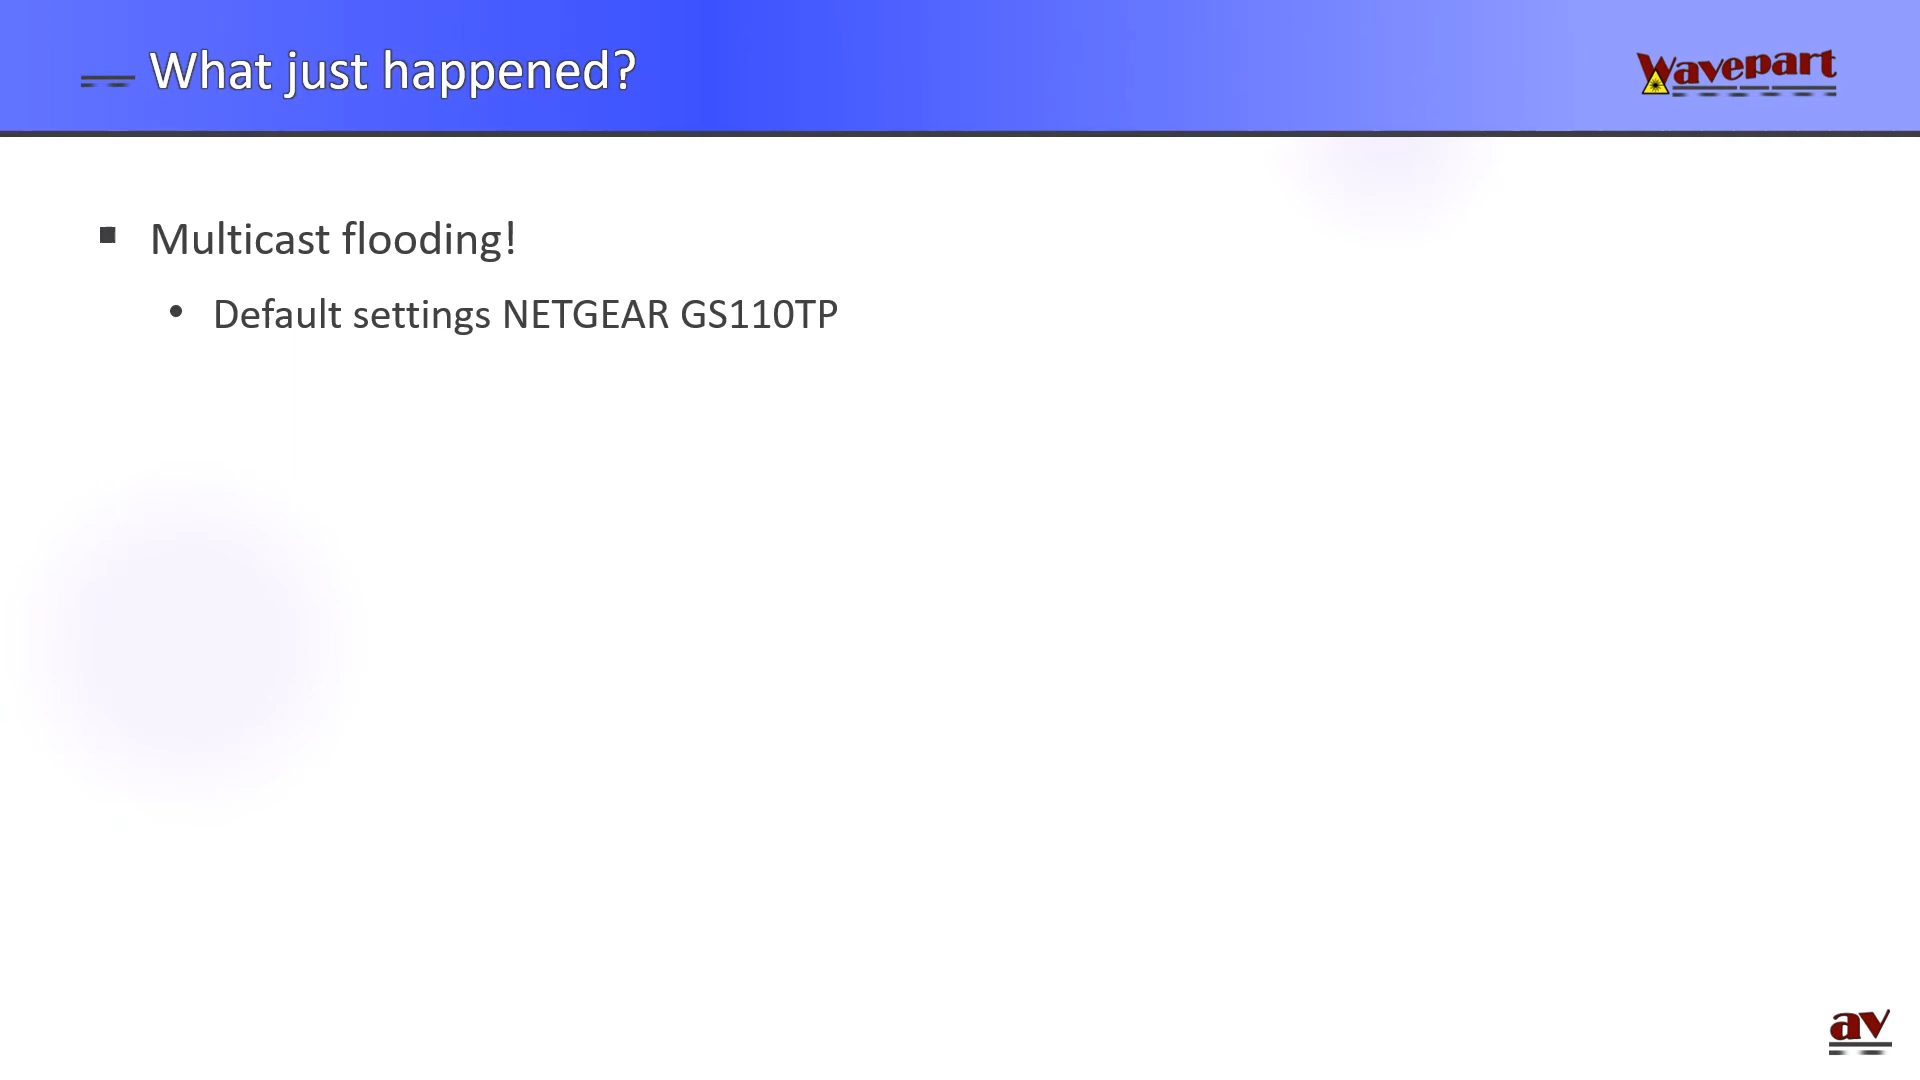 What just happened?
Wavepart
Multicast flooding!
Default settings NETGEAR GS110TP
av